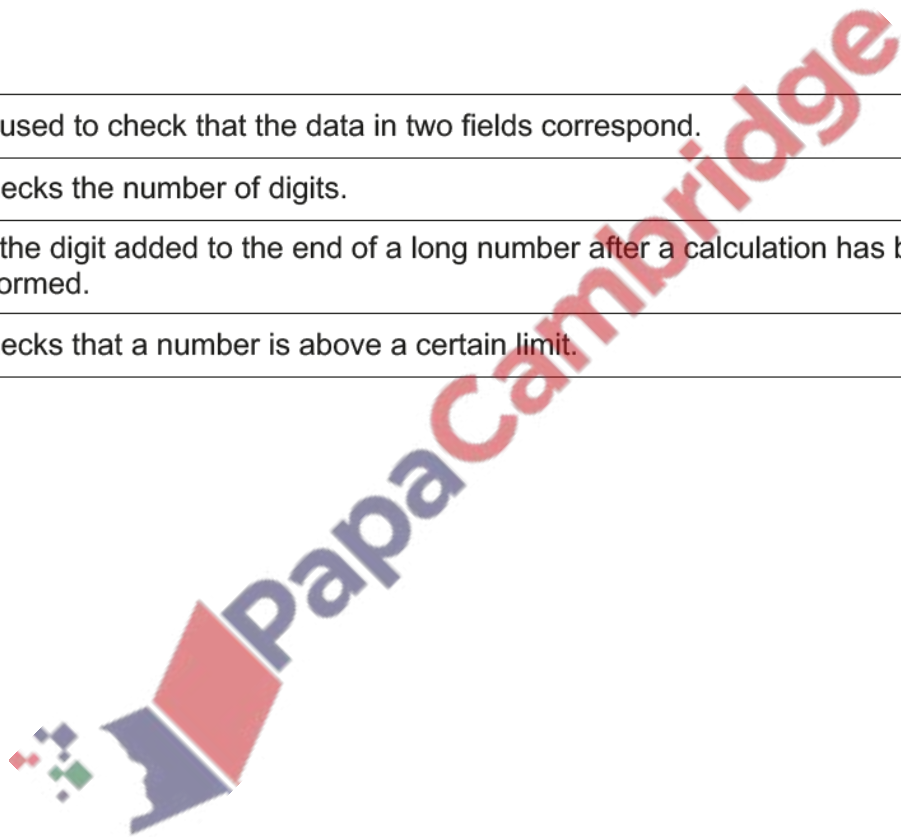 used to check that the data in two fields correspond.
ecks the number of digits.
the digit added to the end of a long number after a calculation has b
ormed.
ecks that a number is above a certain limit.
PapaCambridge